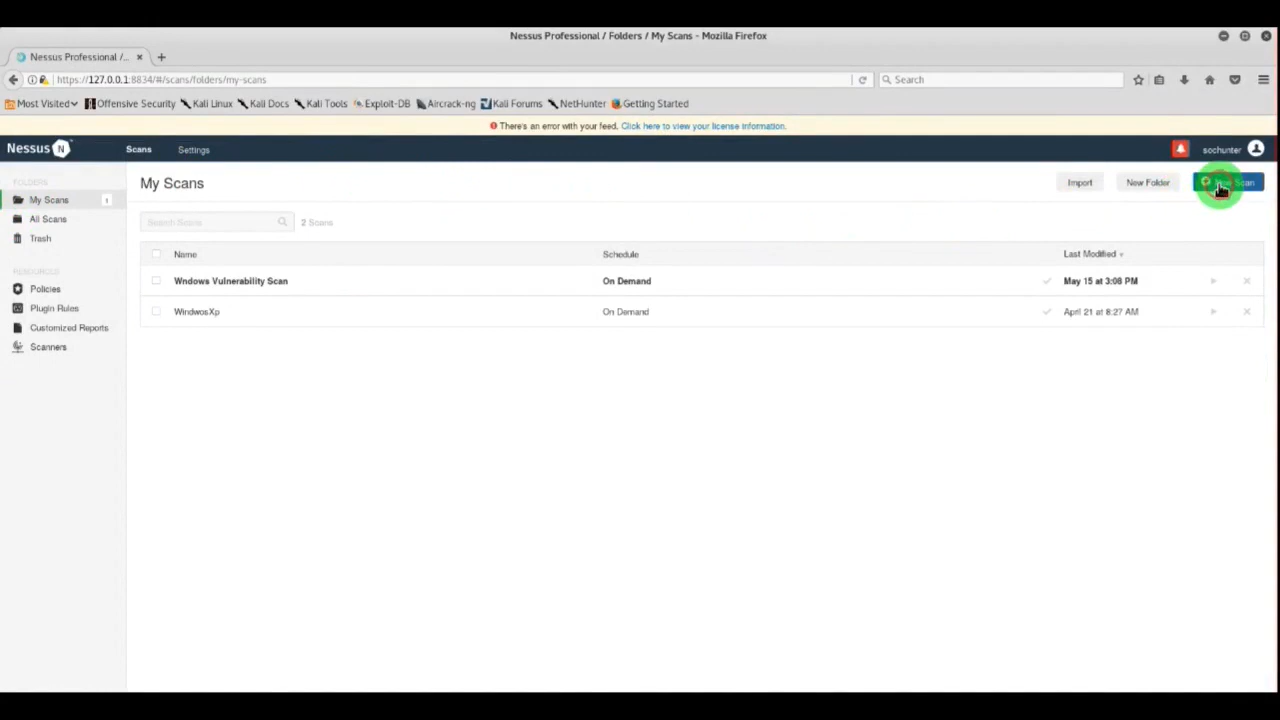 Nessus Professional / Folders / My Scans - Mozilla Firefox
Nessus Professional /...
https://127.0.0.1:8834/#/scans/folders/my-scans
Search
Most Visited Offensive Security Kali Linux Kali Docs Kali Tools Exploit-DB Aircrack-ng Kali Forums NetHunter Getting Started
There's an error with your feed. Click here to view your license information.
Nessus N Scans Settings sochunter
FOLDERS
My Scans 1
All Scans
Trash
RESOURCES
Policies
Plugin Rules
Customized Reports
Scanners
My Scans Import New Folder New Scan
Search Scans 2 Scans
Name Schedule Last Modified
Wndows Vulnerability Scan On Demand May 15 at 3:08 PM
WindwosXp On Demand April 21 at 8:27 AM